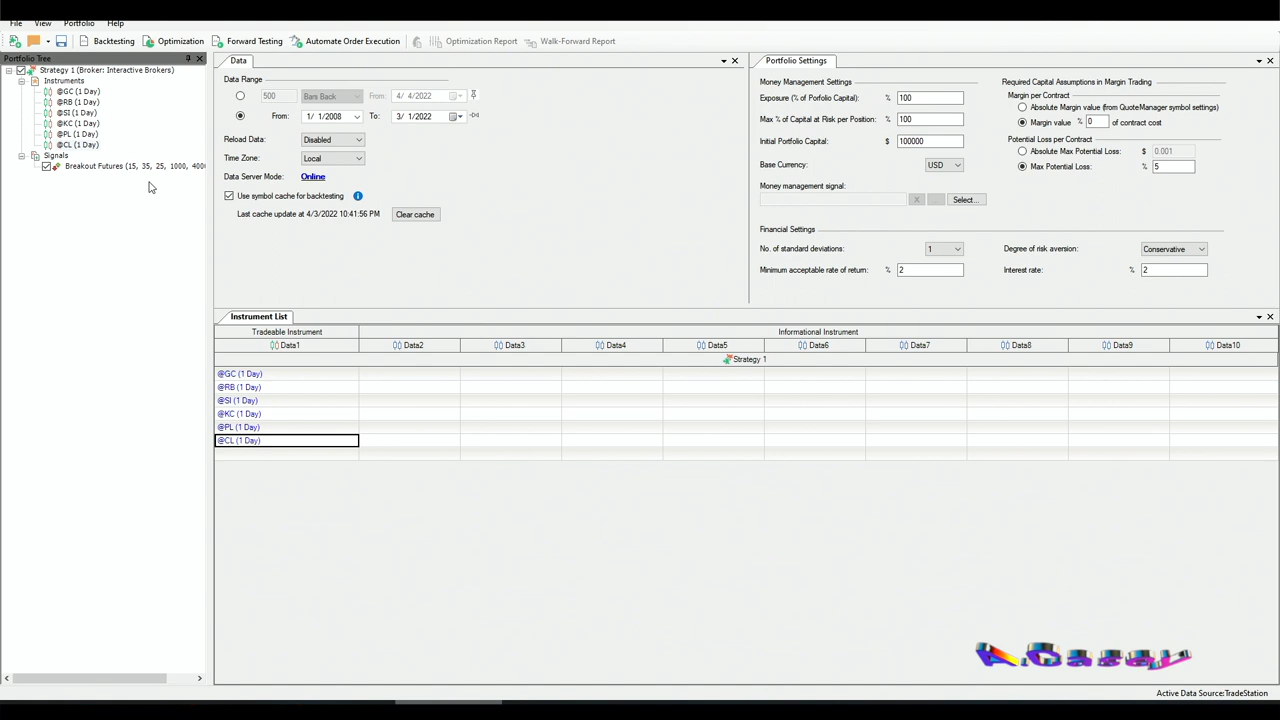 File View Portfolio Help
Backtesting Optimization Forward Testing Automate Order Execution Optimization Report Walk-Forward Report
Portfolio Tree
Strategy 1 (Broker: Interactive Brokers)
Instruments
@GC (1 Day)
@RB (1 Day)
@SI (1 Day)
@KC (1 Day)
@PL (1 Day)
@CL (1 Day)
Signals
Breakout Futures (15, 35, 25, 1000, 400
Data
Data Range
500 Bars Back From: 4/ 4/2022
From: 1/ 1/2008 To: 3/ 1/2022
Reload Data: Disabled
Time Zone: Local
Data Server Mode: Online
Use symbol cache for backtesting
Last cache update at 4/3/2022 10:41:56 PM Clear cache
Portfolio Settings
Money Management Settings
Exposure (% of Porfolio Capital): % 100
Max % of Capital at Risk per Position: % 100
Initial Portfolio Capital: $ 100000
Base Currency: USD
Money management signal:
X ... Select...
Required Capital Assumptions in Margin Trading
Margin per Contract
Absolute Margin value (from QuoteManager symbol settings)
Margin value % 0 of contract cost
Potential Loss per Contract
Absolute Max Potential Loss: $ 0.001
Max Potential Loss: % 5
Financial Settings
No. of standard deviations: 1 Degree of risk aversion: Conservative
Minimum acceptable rate of return: % 2 Interest rate: % 2
Instrument List
Tradeable Instrument Informational Instrument
Data1 Data2 Data3 Data4 Data5 Data6 Data7 Data8 Data9 Data10
Strategy 1
@GC (1 Day)
@RB (1 Day)
@SI (1 Day)
@KC (1 Day)
@PL (1 Day)
@CL (1 Day)
Active Data Source:TradeStation